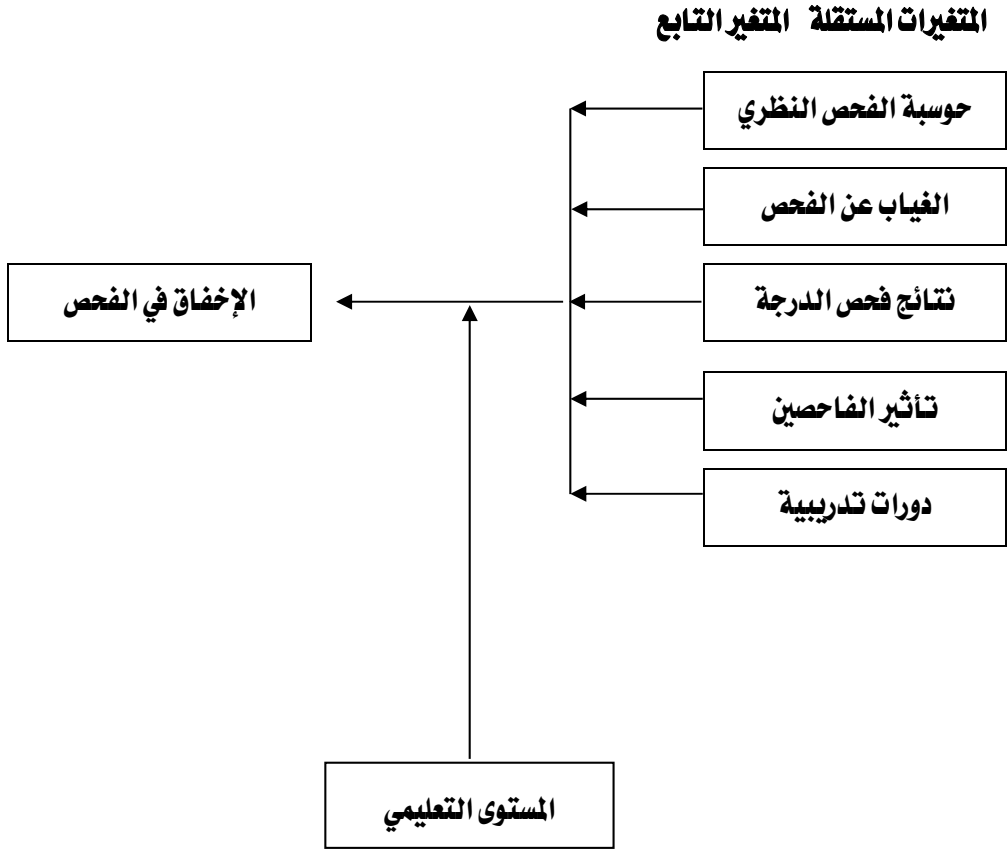 المتغيرات المستقلة المتغير التابع
حوسبة الفحص النظري
الغياب عن الفحص
نتائج فحص الدرجة
الإخفاق في الفحص
تأثير الفاحصين
دورات تدريبية
المستوى التعليمي